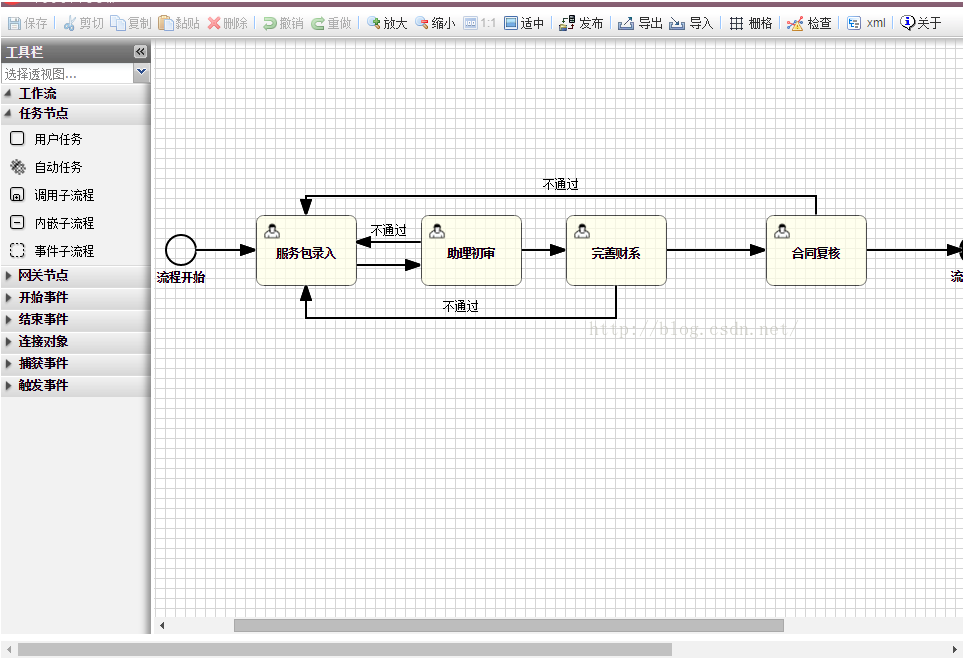 保存 剪切 复制 黏贴 删除 撤销 重做 放大 缩小 1:1 适中 发布 导出 导入 栅格 检查 xml 关于
工具栏
选择透视图...
工作流
任务节点
用户任务
自动任务
调用子流程
内嵌子流程
事件子流程
网关节点
开始事件
结束事件
连接对象
捕获事件
触发事件
不通过
不通过
服务包录入 助理初审 完善财系 合同复核
流程开始 流
不通过
http://blog.csdn.net/